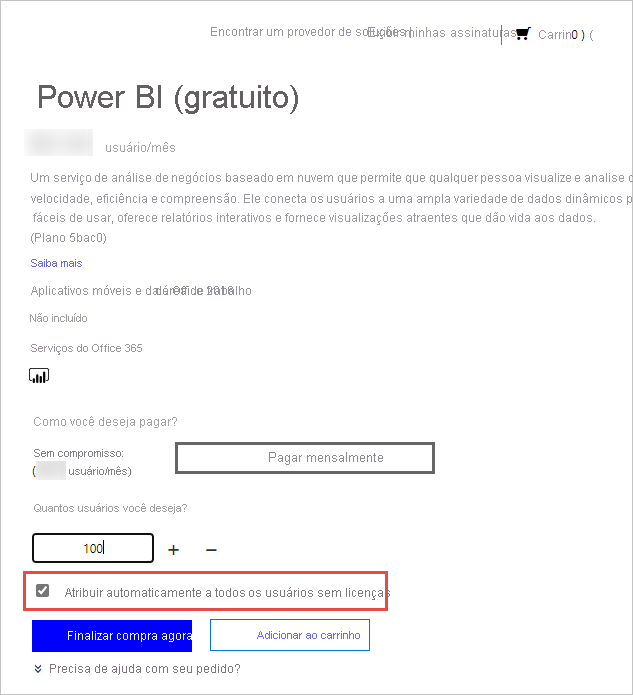 Encontrar um provedor de soluções | Exibir minhas assinaturas Carrin0 ) (
Power BI (gratuito)
usuário/mês
Um serviço de análise de negócios baseado em nuvem que permite que qualquer pessoa visualize e analise
velocidade, eficiência e compreensão. Ele conecta os usuários a uma ampla variedade de dados dinâmicos
fáceis de usar, oferece relatórios interativos e fornece visualizações atraentes que dão vida aos dados.
(Plano 5bac0)
Saiba mais
Aplicativos móveis e da área de trabalho
Não incluído
Serviços do Office 365
Como você deseja pagar?
Sem compromisso:
( usuário/mês)
Pagar mensalmente
Quantos usuários você deseja?
100 + −
Atribuir automaticamente a todos os usuários sem licenças
Finalizar compra agora
Adicionar ao carrinho
Precisa de ajuda com seu pedido?